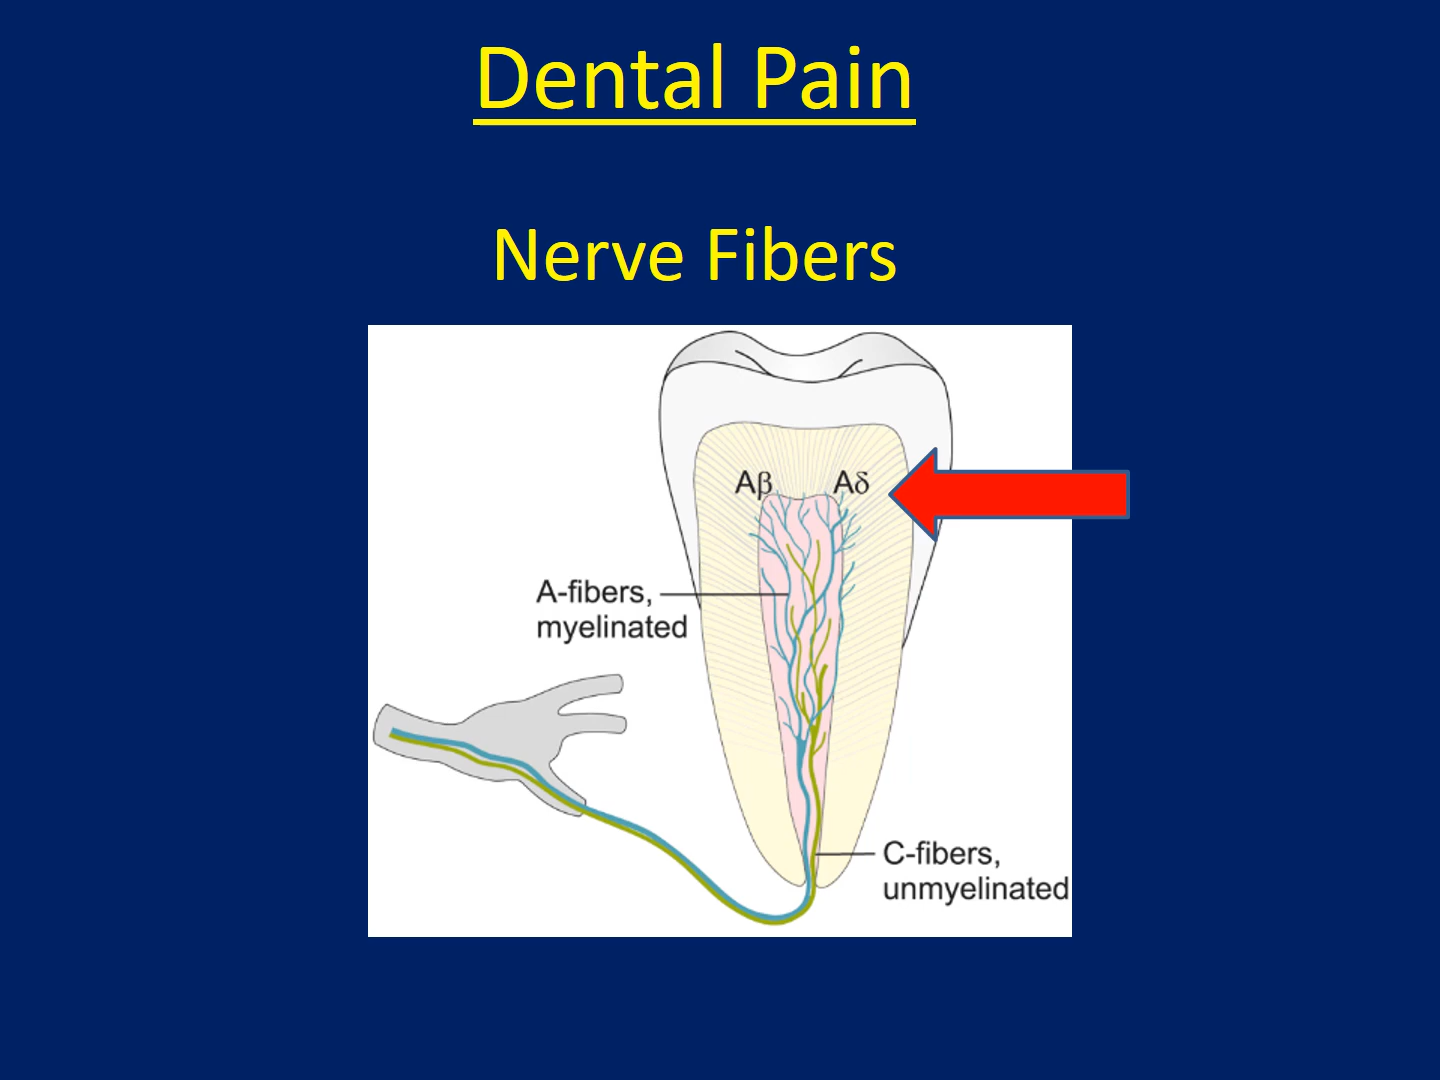 Dental Pain
Nerve Fibers
Aβ Aδ
A-fibers,
myelinated
C-fibers,
unmyelinated